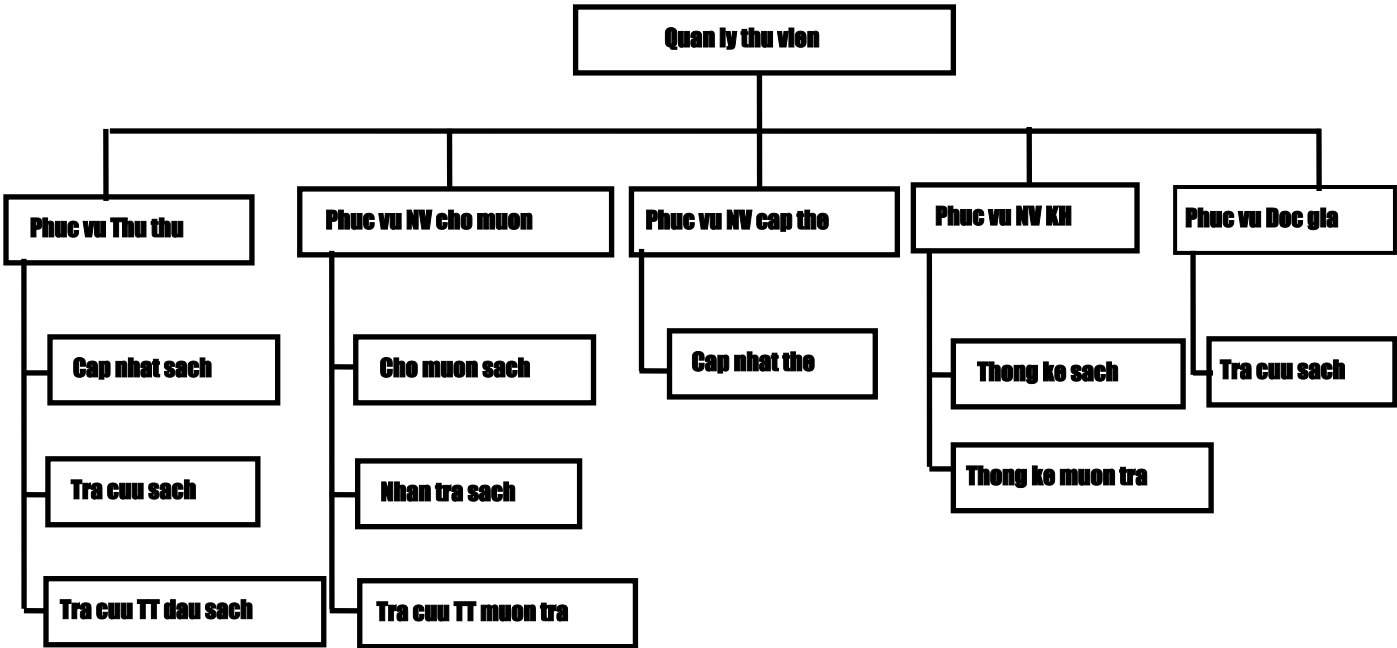 Quan ly thu vien
Phuc vu Thu thu
Phuc vu NV cho muon
Phuc vu NV cap the
Phuc vu NV KH
Phuc vu Doc gia
Cap nhat sach
Cho muon sach
Cap nhat the
Thong ke sach
Tra cuu sach
Tra cuu sach
Nhan tra sach
Thong ke muon tra
Tra cuu TT dau sach
Tra cuu TT muon tra